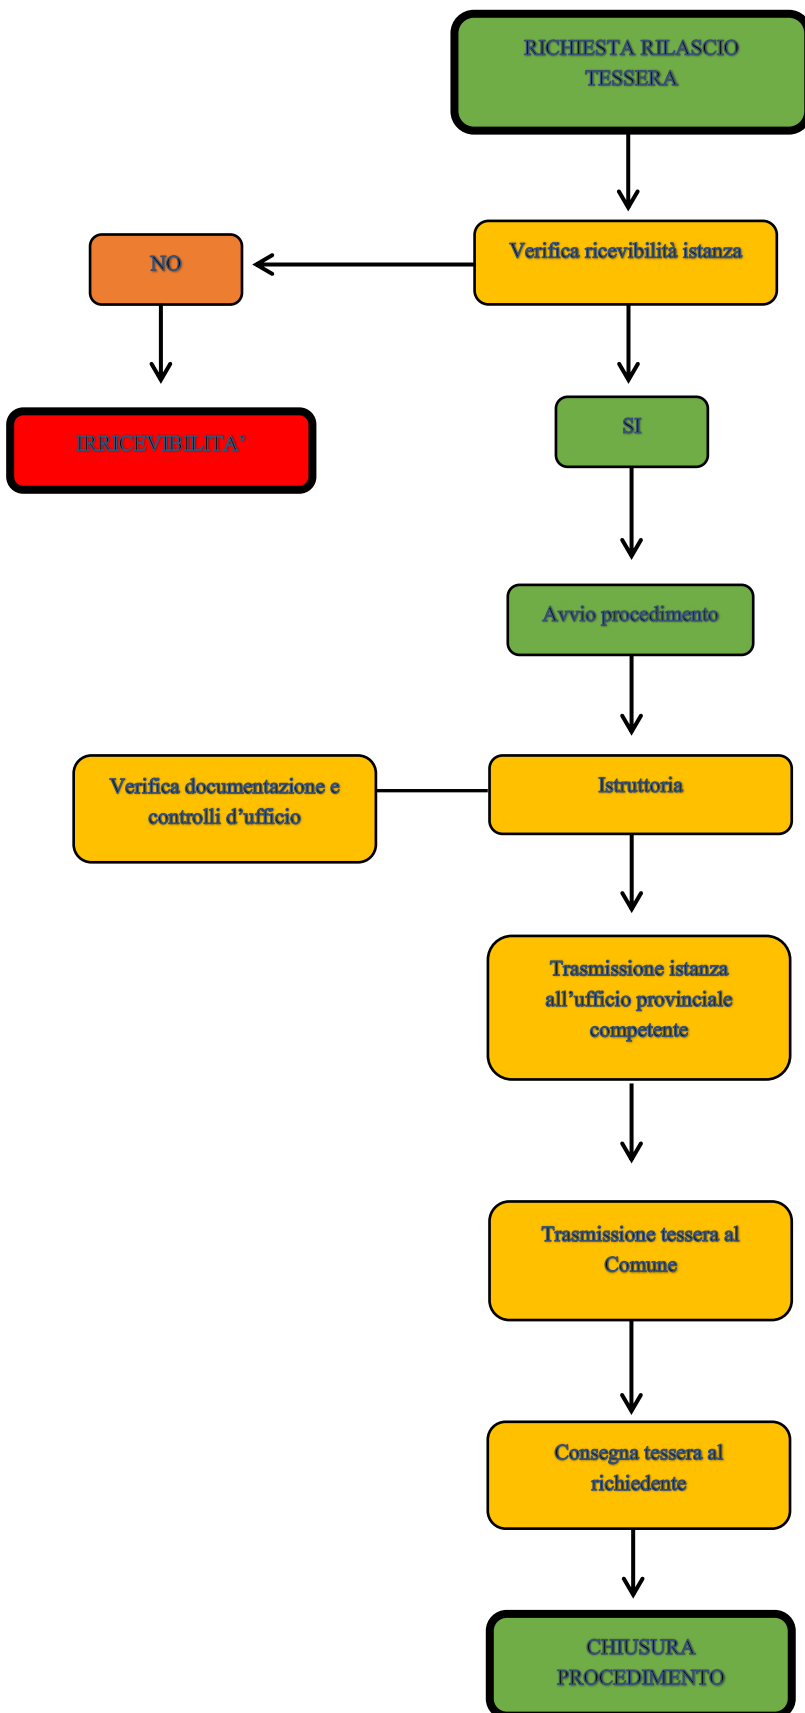 RICHIESTA RILASCIO
TESSERA
Verifica ricevibilità istanza
NO
SI
IRRICEVIBILITA’
Avvio procedimento
Verifica documentazione e
controlli d’ufficio
Istruttoria
Trasmissione istanza
all’ufficio provinciale
competente
Trasmissione tessera al
Comune
Consegna tessera al
richiedente
CHIUSURA
PROCEDIMENTO